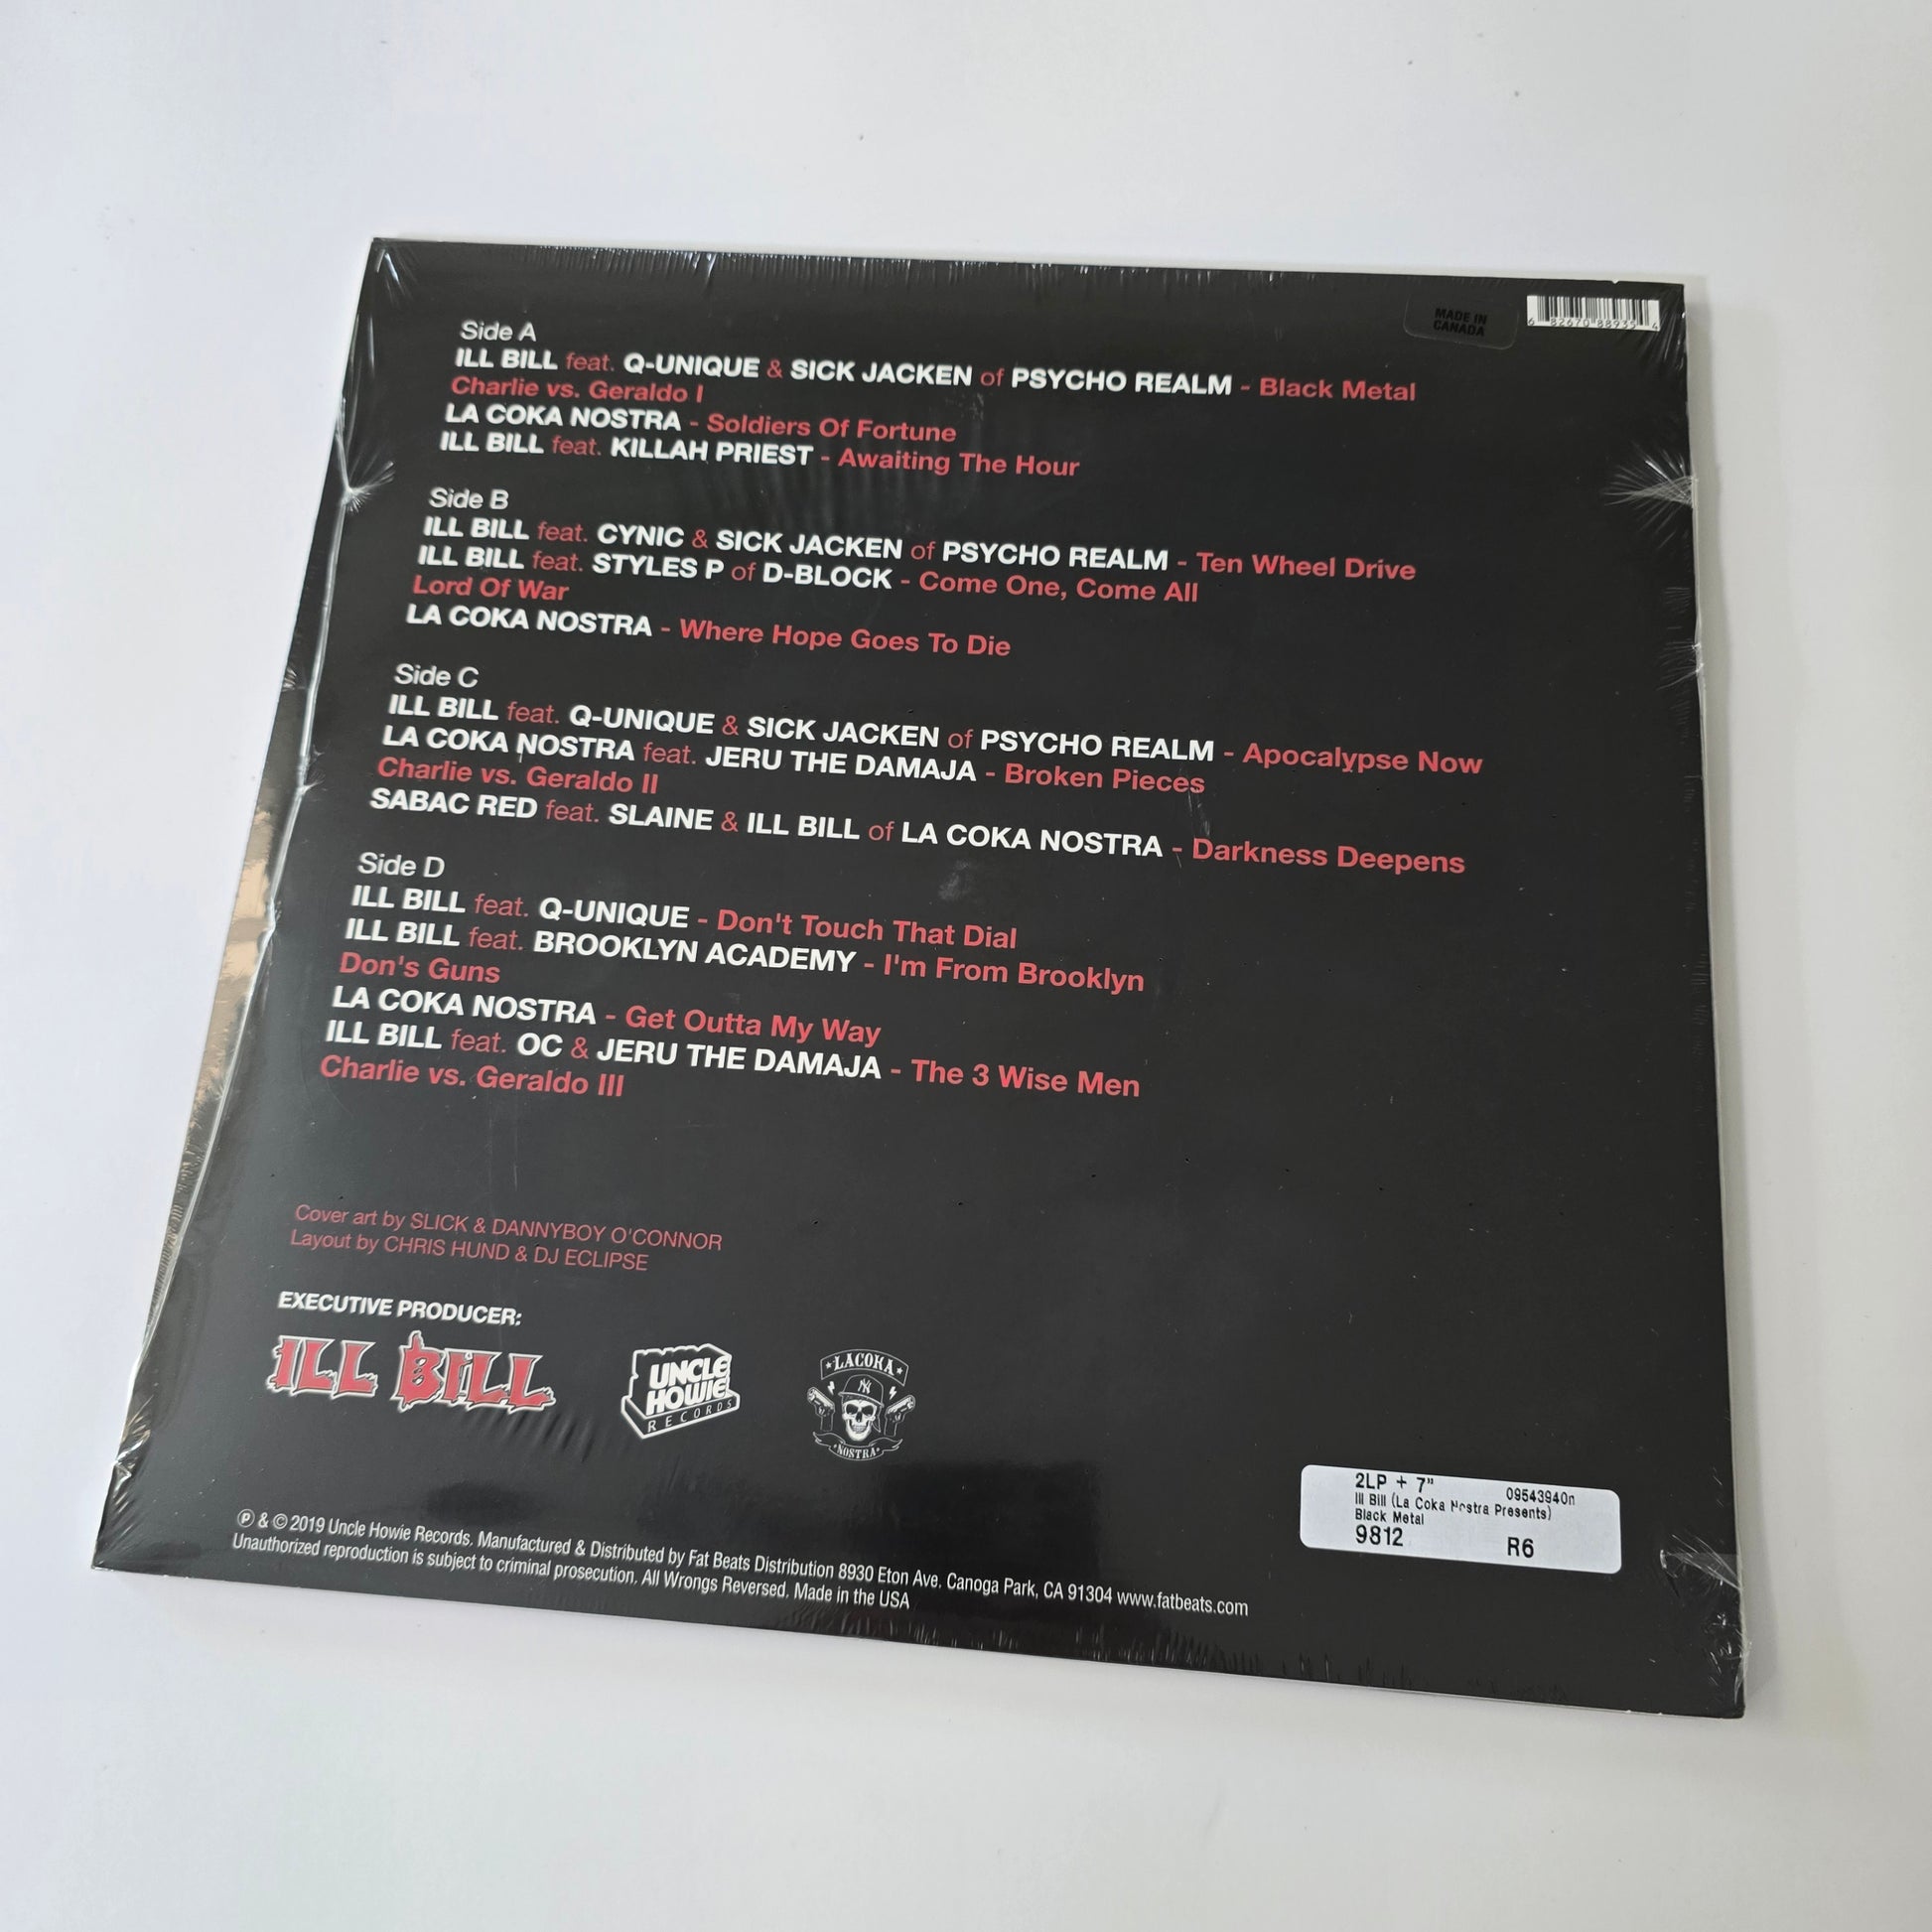 MADE IN
CANADA
6 82670 88935 4
Side A
ILL BILL feat. Q-UNIQUE & SICK JACKEN of PSYCHO REALM - Black Metal
Charlie vs. Geraldo I
LA COKA NOSTRA - Soldiers Of Fortune
ILL BILL feat. KILLAH PRIEST - Awaiting The Hour
Side B
ILL BILL feat. CYNIC & SICK JACKEN of PSYCHO REALM - Ten Wheel Drive
ILL BILL feat. STYLES P of D-BLOCK - Come One, Come All
Lord Of War
LA COKA NOSTRA - Where Hope Goes To Die
Side C
ILL BILL feat. Q-UNIQUE & SICK JACKEN of PSYCHO REALM - Apocalypse Now
LA COKA NOSTRA feat. JERU THE DAMAJA - Broken Pieces
Charlie vs. Geraldo II
SABAC RED feat. SLAINE & ILL BILL of LA COKA NOSTRA - Darkness Deepens
Side D
ILL BILL feat. Q-UNIQUE - Don't Touch That Dial
ILL BILL feat. BROOKLYN ACADEMY - I'm From Brooklyn
Don's Guns
LA COKA NOSTRA - Get Outta My Way
ILL BILL feat. OC & JERU THE DAMAJA - The 3 Wise Men
Charlie vs. Geraldo III
Cover art by SLICK & DANNYBOY O'CONNOR
Layout by CHRIS HUND & DJ ECLIPSE
EXECUTIVE PRODUCER:
ILL BILL
UNCLE
HOWIE
RECORDS
LACOKA
NY
NOSTRA
2LP + 7" 09543940n
Ill Bill (La Coka Nostra Presents)
Black Metal
9812 R6
℗ & © 2019 Uncle Howie Records. Manufactured & Distributed by Fat Beats Distribution 8930 Eton Ave. Canoga Park, CA 91304 www.fatbeats.com
Unauthorized reproduction is subject to criminal prosecution. All Wrongs Reversed. Made in the USA